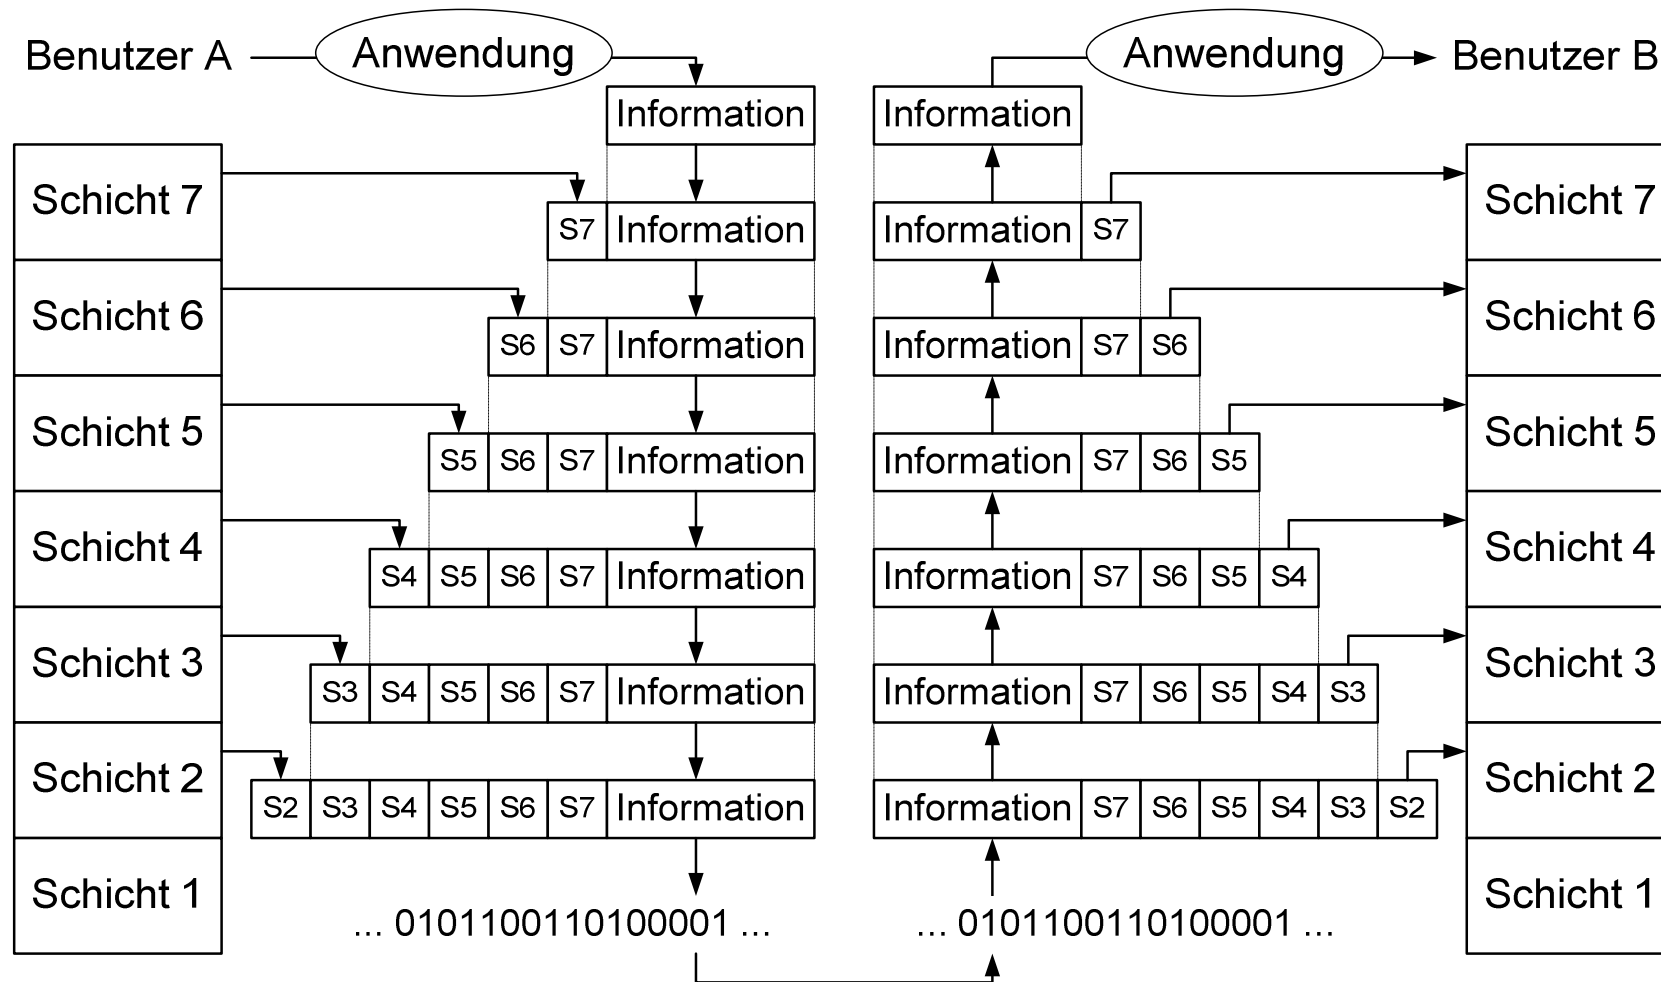 Benutzer A Anwendung Anwendung Benutzer B
Information Information
Schicht 7 S7 Information Information S7 Schicht 7
Schicht 6 S6 S7 Information Information S7 S6 Schicht 6
Schicht 5 S5 S6 S7 Information Information S7 S6 S5 Schicht 5
Schicht 4 S4 S5 S6 S7 Information Information S7 S6 S5 S4 Schicht 4
Schicht 3 S3 S4 S5 S6 S7 Information Information S7 S6 S5 S4 S3 Schicht 3
Schicht 2 S2 S3 S4 S5 S6 S7 Information Information S7 S6 S5 S4 S3 S2 Schicht 2
Schicht 1 ... 0101100110100001 ... ... 0101100110100001 ... Schicht 1